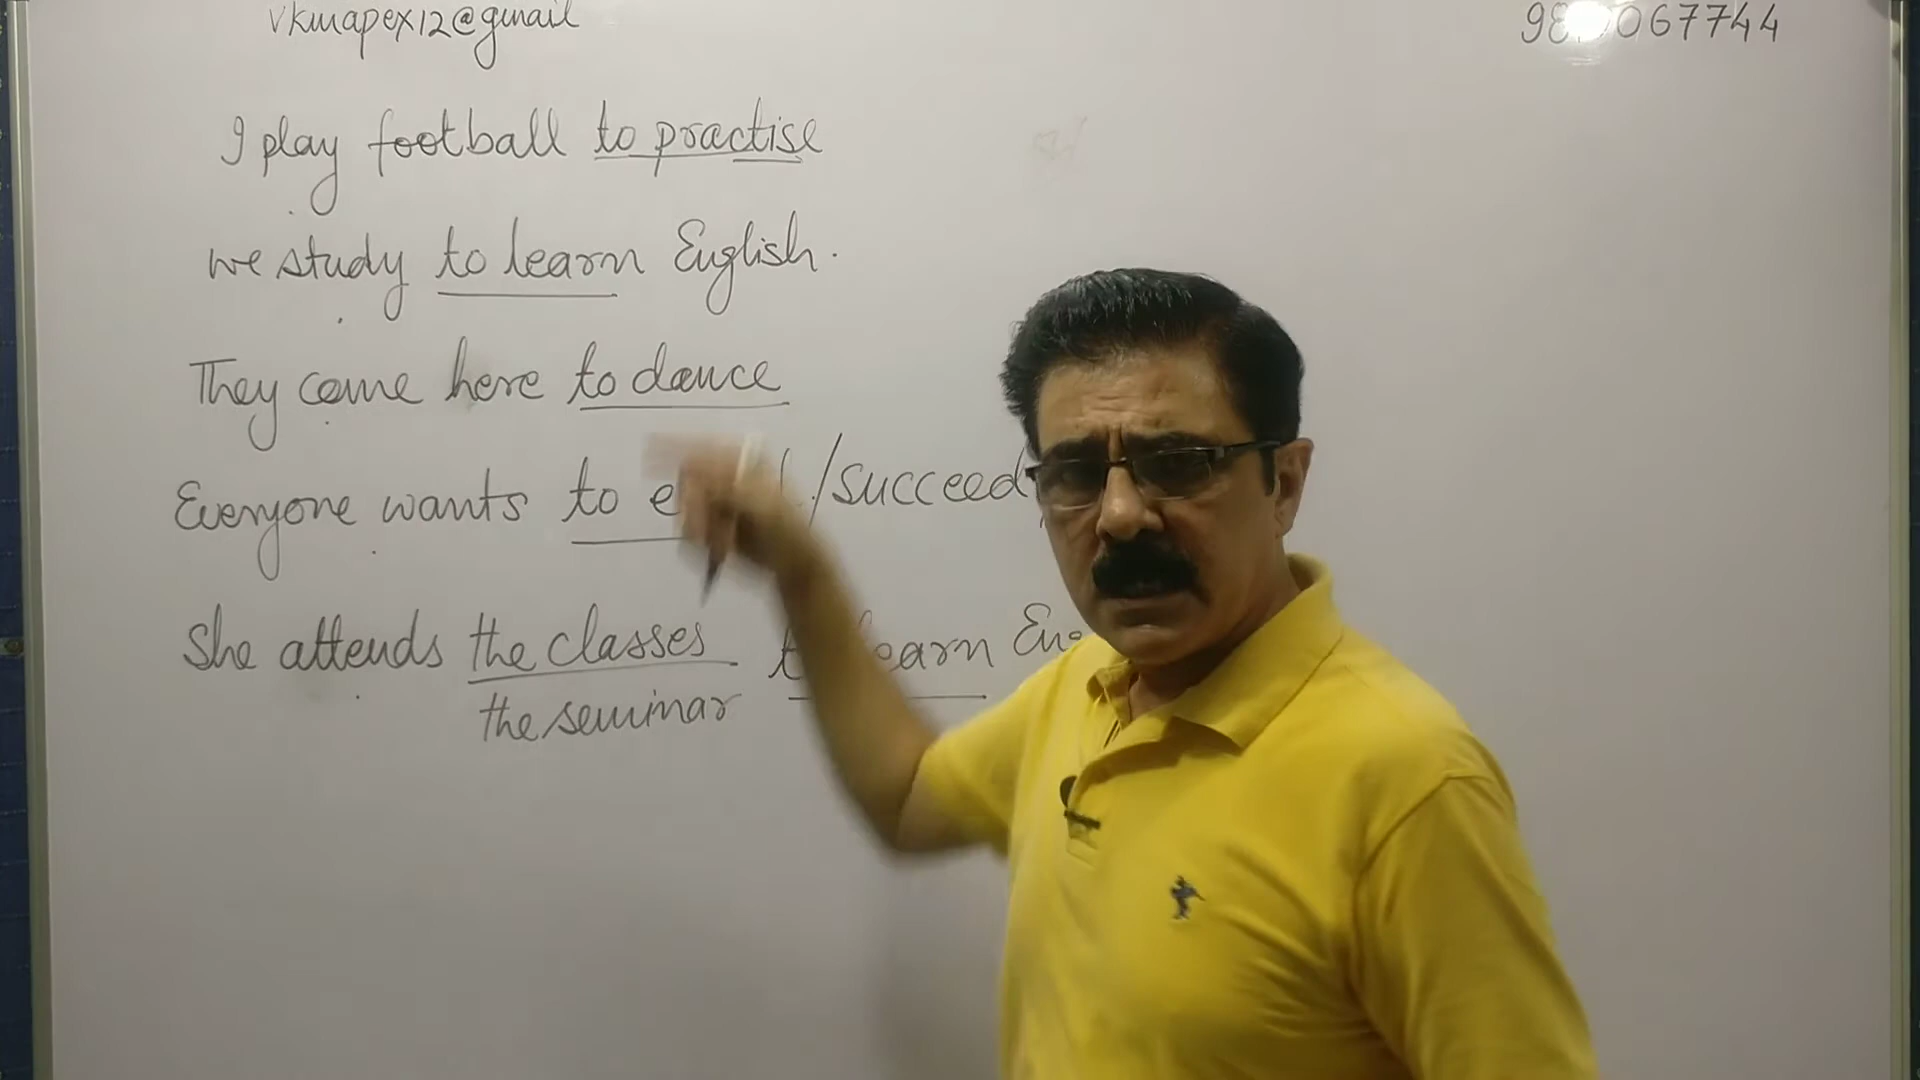 vkmapex12@gmail
067744
I play football to practise
we study to learn English.
They come here to dance
Everyone wants to /succeed
She attends the classes learn
the seminar